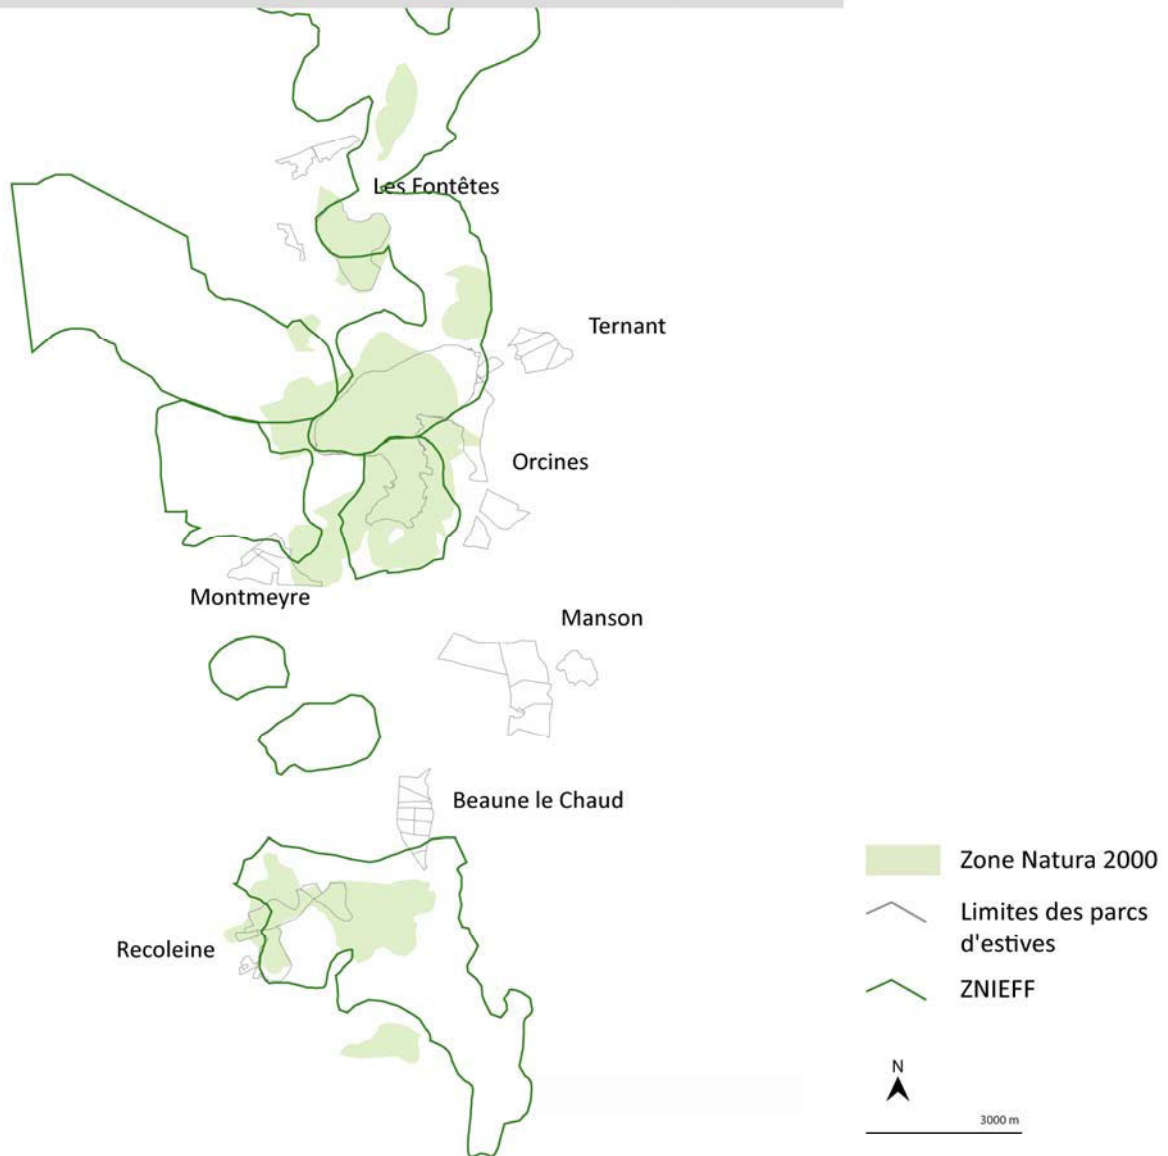 Les Fontêtes
Ternant
Orcines
Montmeyre
Manson
Beaune le Chaud
Recoleine
Zone Natura 2000
Limites des parcs
d'estives
ZNIEFF
N
3000 m